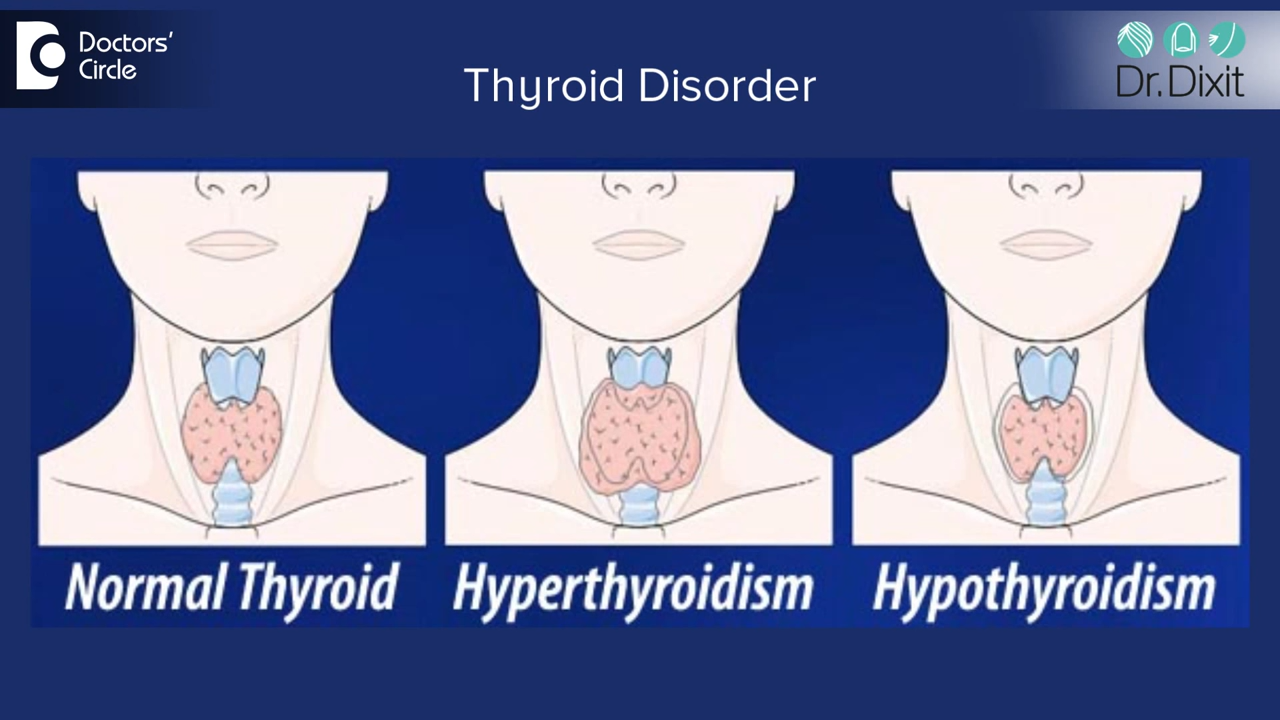 Doctors'
Circle
Thyroid Disorder
Dr. Dixit
Normal Thyroid
Hyperthyroidism
Hypothyroidism